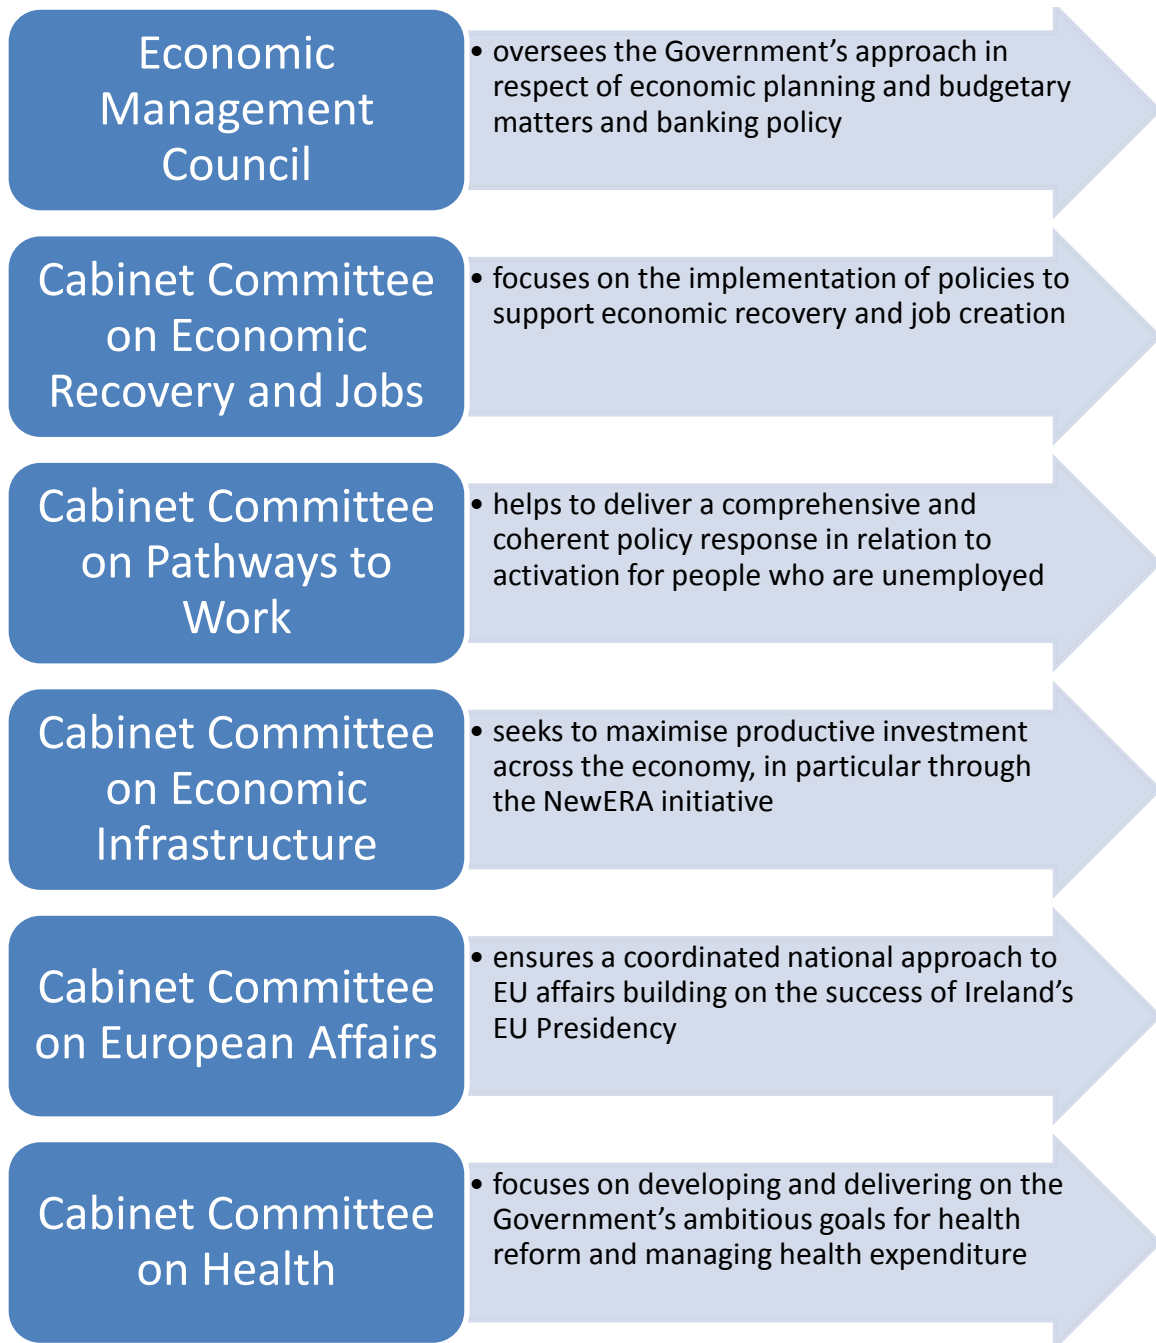 Economic
Management
Council
• oversees the Government’s approach in
respect of economic planning and budgetary
matters and banking policy
Cabinet Committee
on Economic
Recovery and Jobs
• focuses on the implementation of policies to
support economic recovery and job creation
Cabinet Committee
on Pathways to
Work
• helps to deliver a comprehensive and
coherent policy response in relation to
activation for people who are unemployed
Cabinet Committee
on Economic
Infrastructure
• seeks to maximise productive investment
across the economy, in particular through
the NewERA initiative
Cabinet Committee
on European Affairs
• ensures a coordinated national approach to
EU affairs building on the success of Ireland’s
EU Presidency
Cabinet Committee
on Health
• focuses on developing and delivering on the
Government’s ambitious goals for health
reform and managing health expenditure